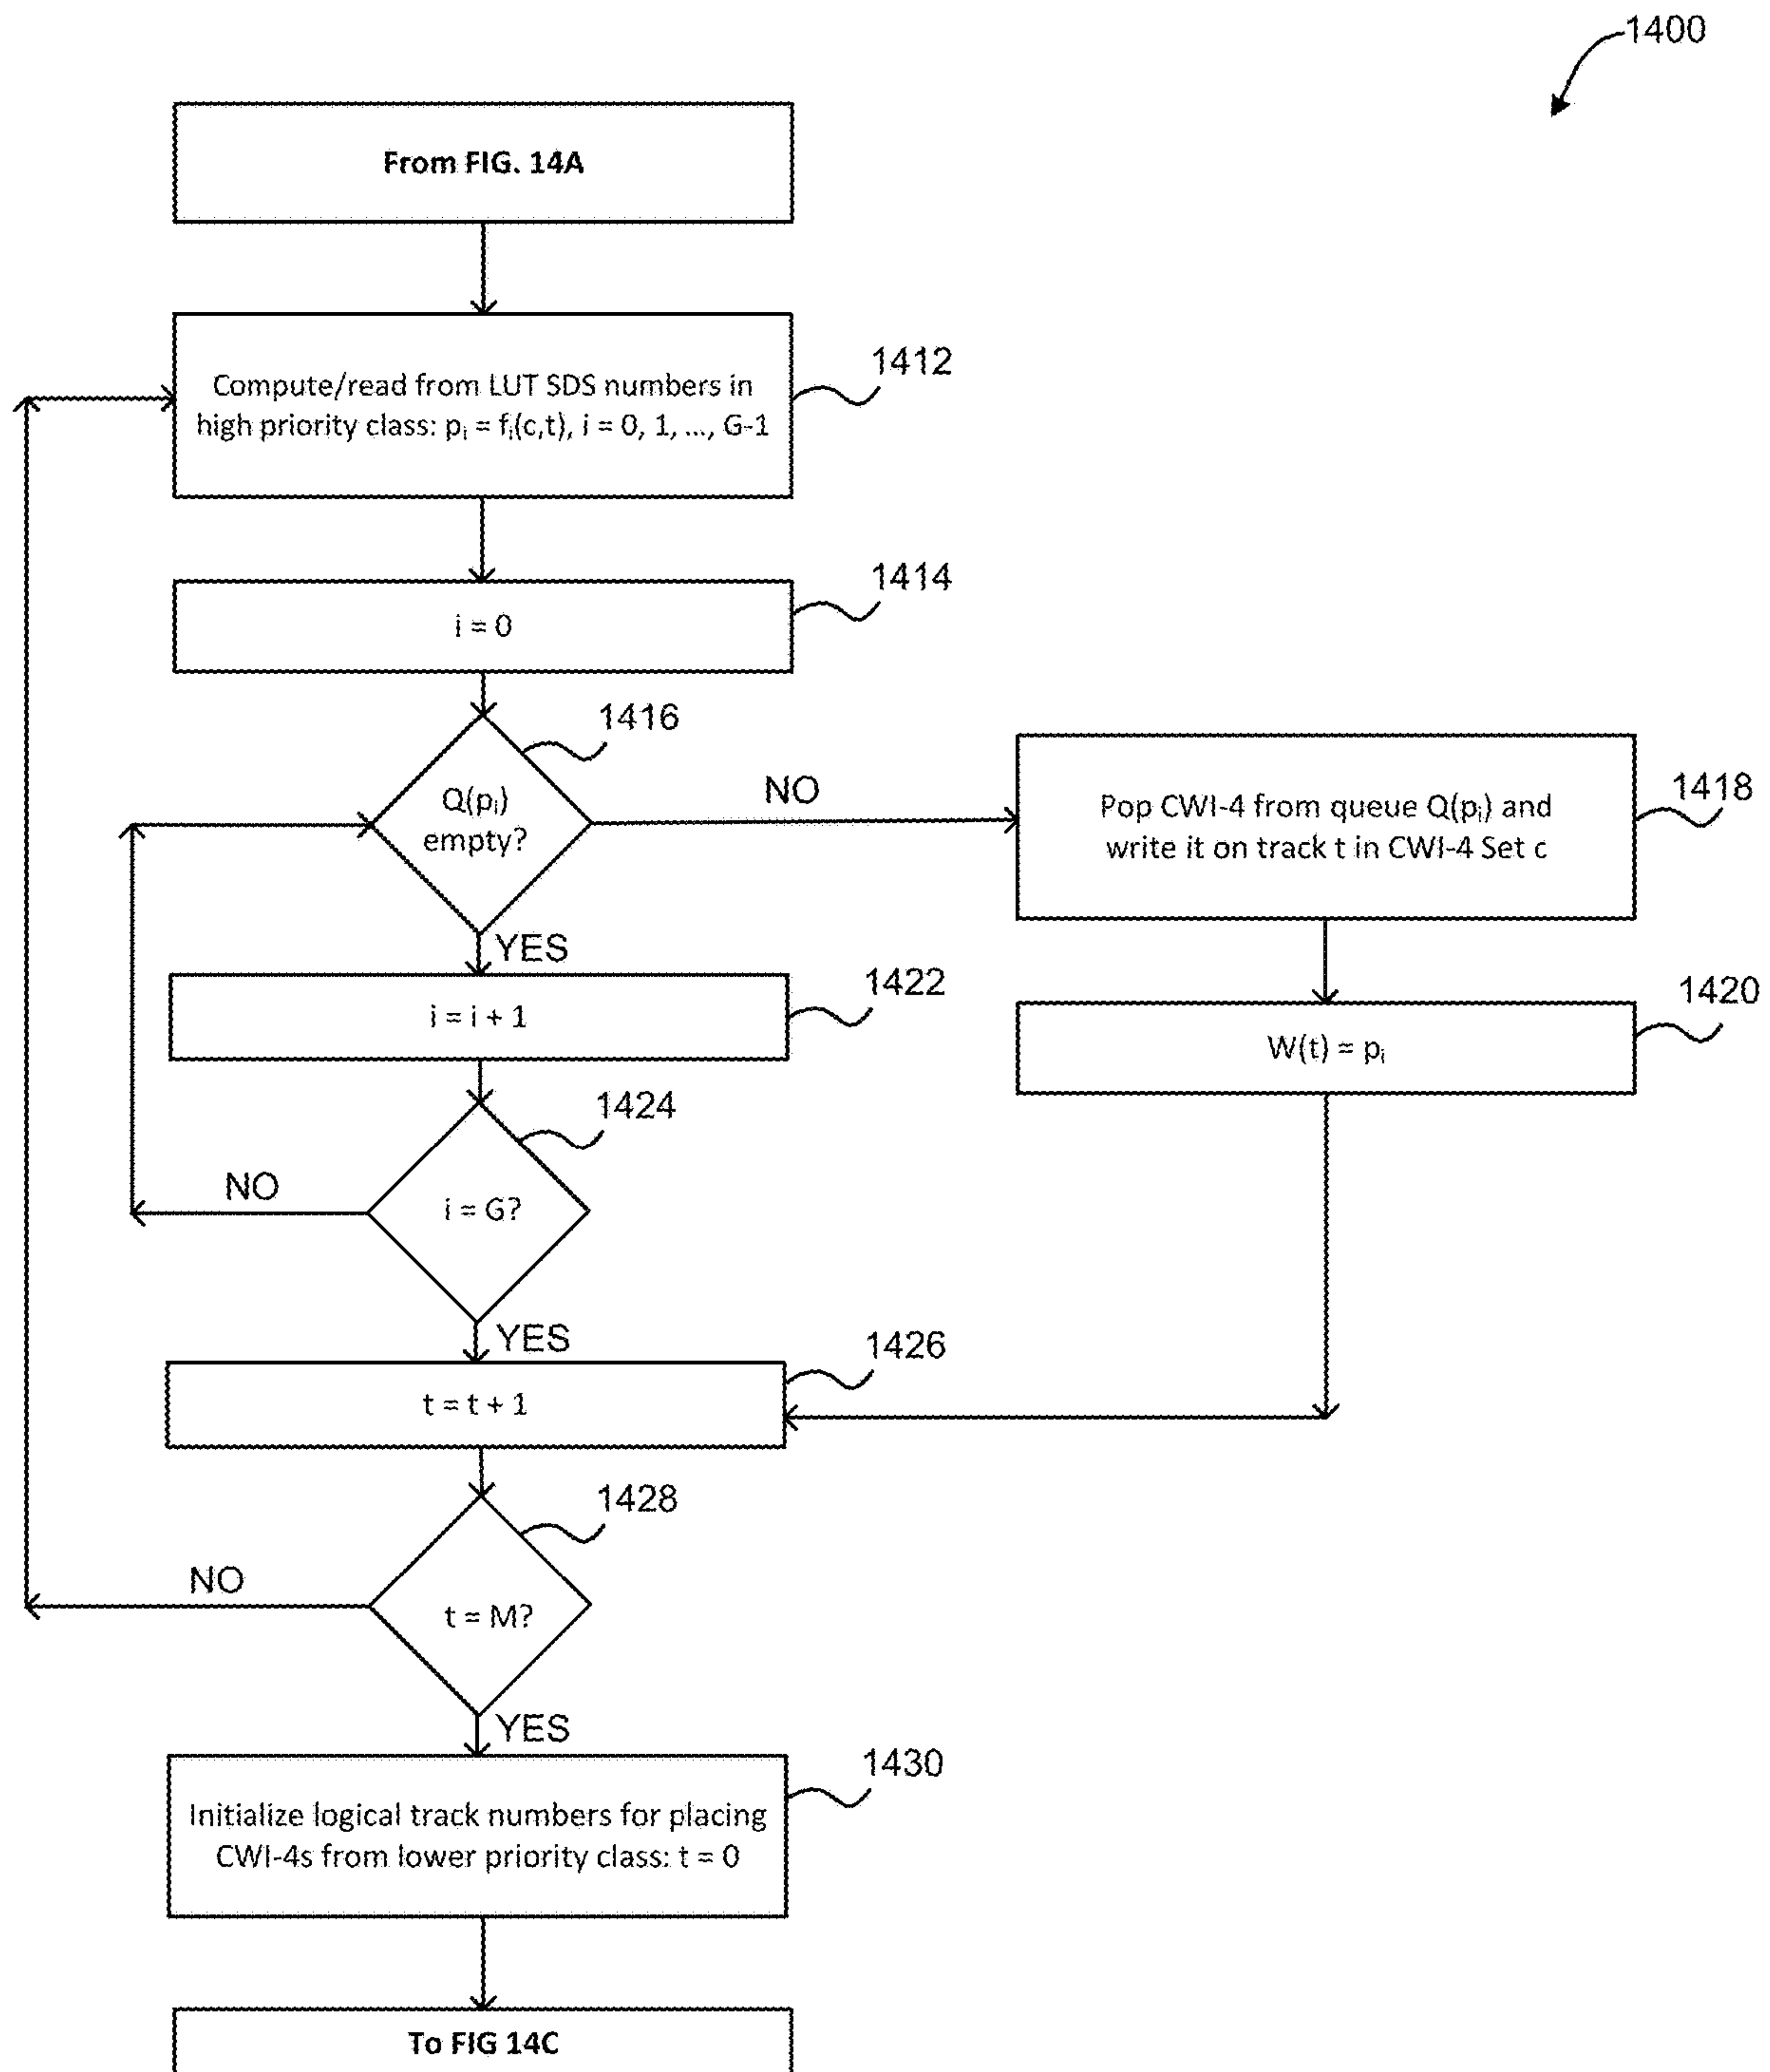 1400
From FIG. 14A
Compute/read from LUT SDS numbers in
high priority class: pᵢ = fᵢ(c,t), i = 0, 1, ..., G-1
1412
i = 0
1414
1416
Q(pᵢ)
empty?
NO
Pop CWI-4 from queue Q(pᵢ) and
write it on track t in CWI-4 Set c
1418
YES
i = i + 1
1422
W(t) = pᵢ
1420
1424
i = G?
NO
YES
t = t + 1
1426
1428
t = M?
NO
YES
Initialize logical track numbers for placing
CWI-4s from lower priority class: t = 0
1430
To FIG 14C